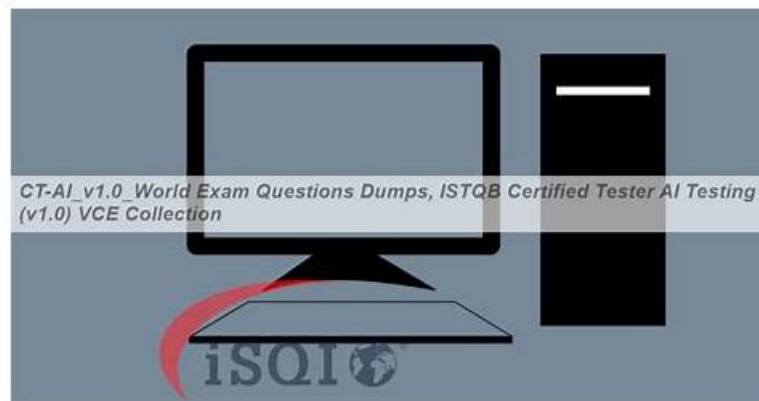 CT-AI_v1.0_World Exam Questions Dumps, ISTQB Certified Tester AI Testing
(v1.0) VCE Collection
iSQI